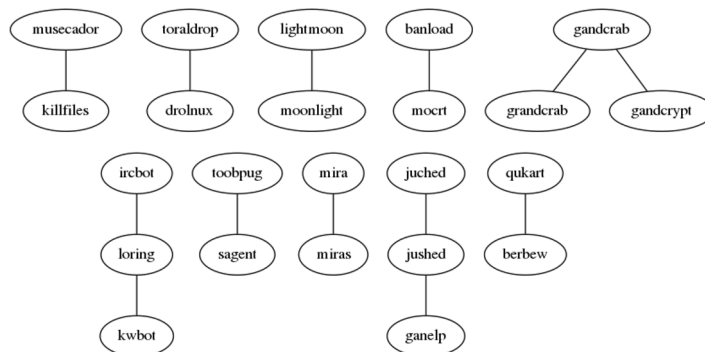 musecador toraldrop lightmoon banload gandcrab
killfiles drolnux moonlight mocrt grandcrab gandcrypt
ircbot toobpug mira juched qukart
loring sagent miras jushed berbew
kwbot ganelp